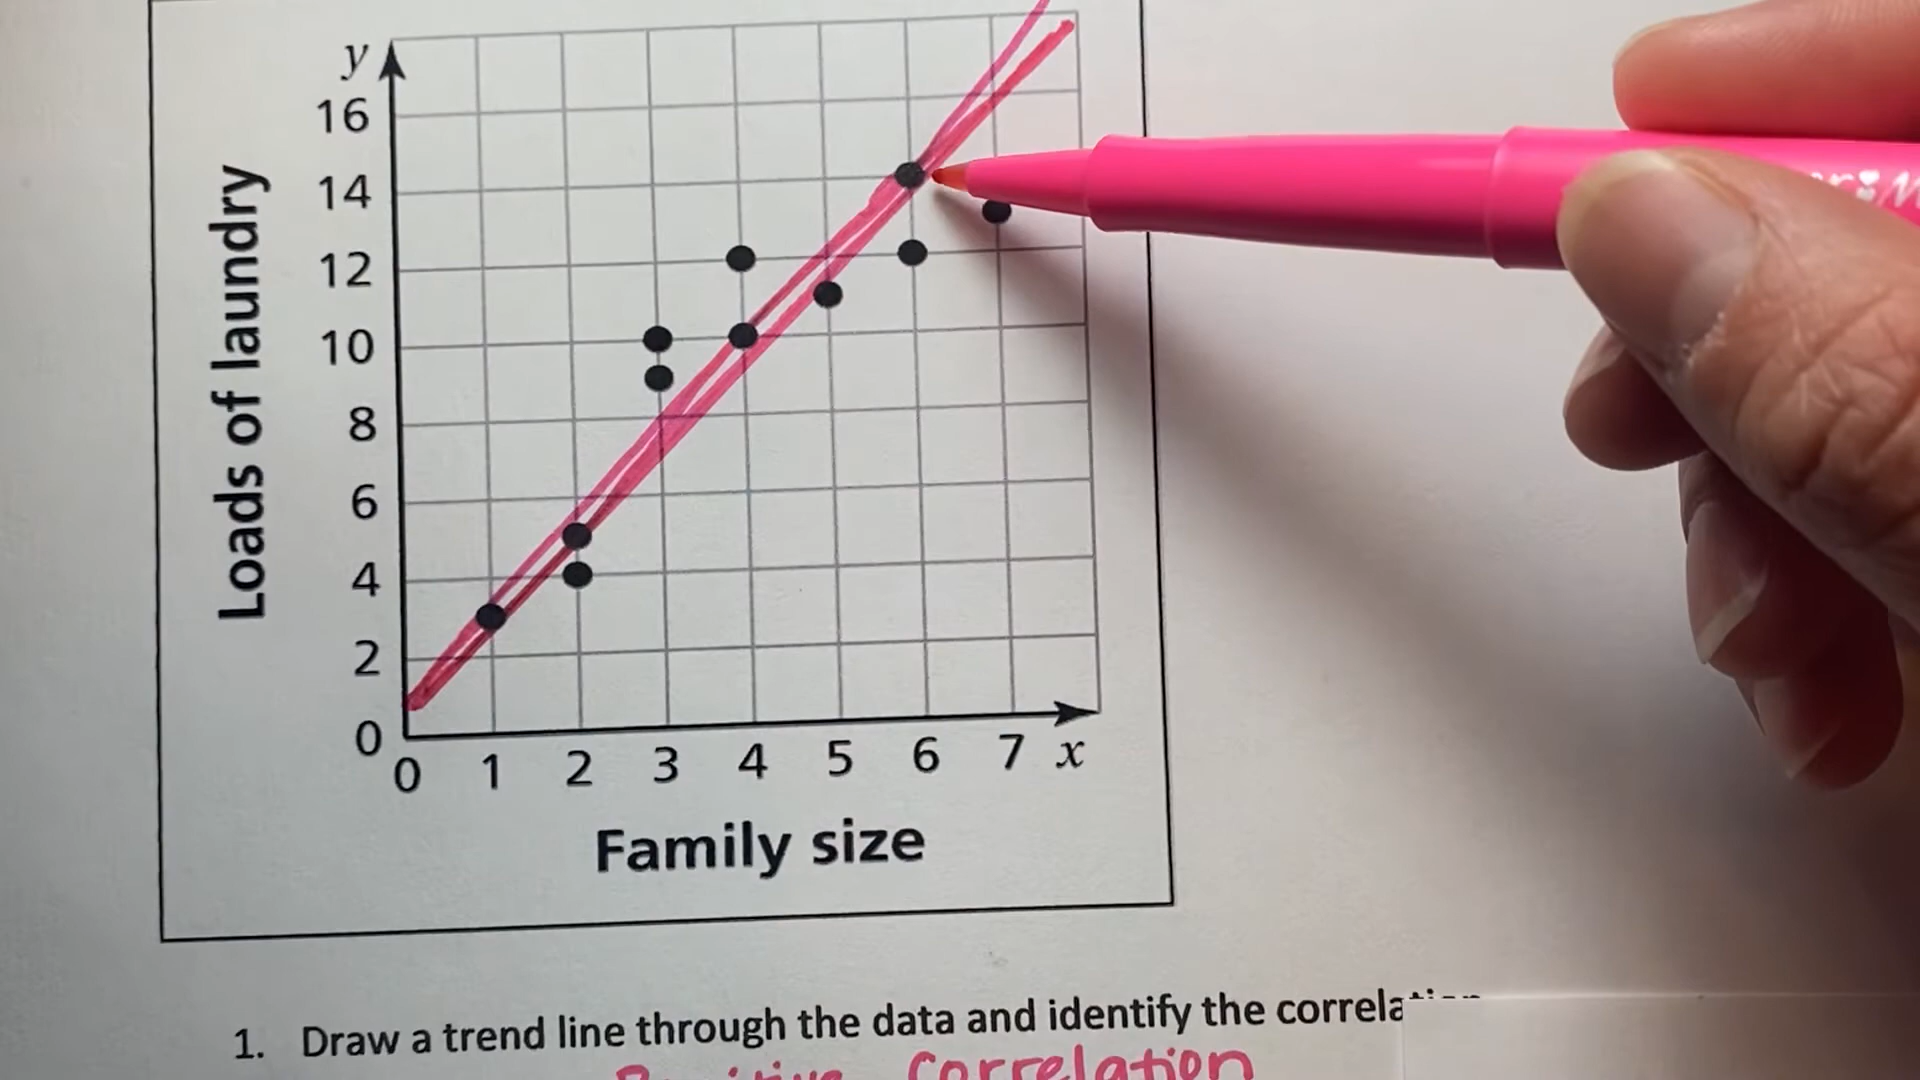 y
16
14
12
10
8
6
4
2
0
0 1 2 3 4 5 6 7 x
Loads of laundry
Family size
1. Draw a trend line through the data and identify the
Correlation